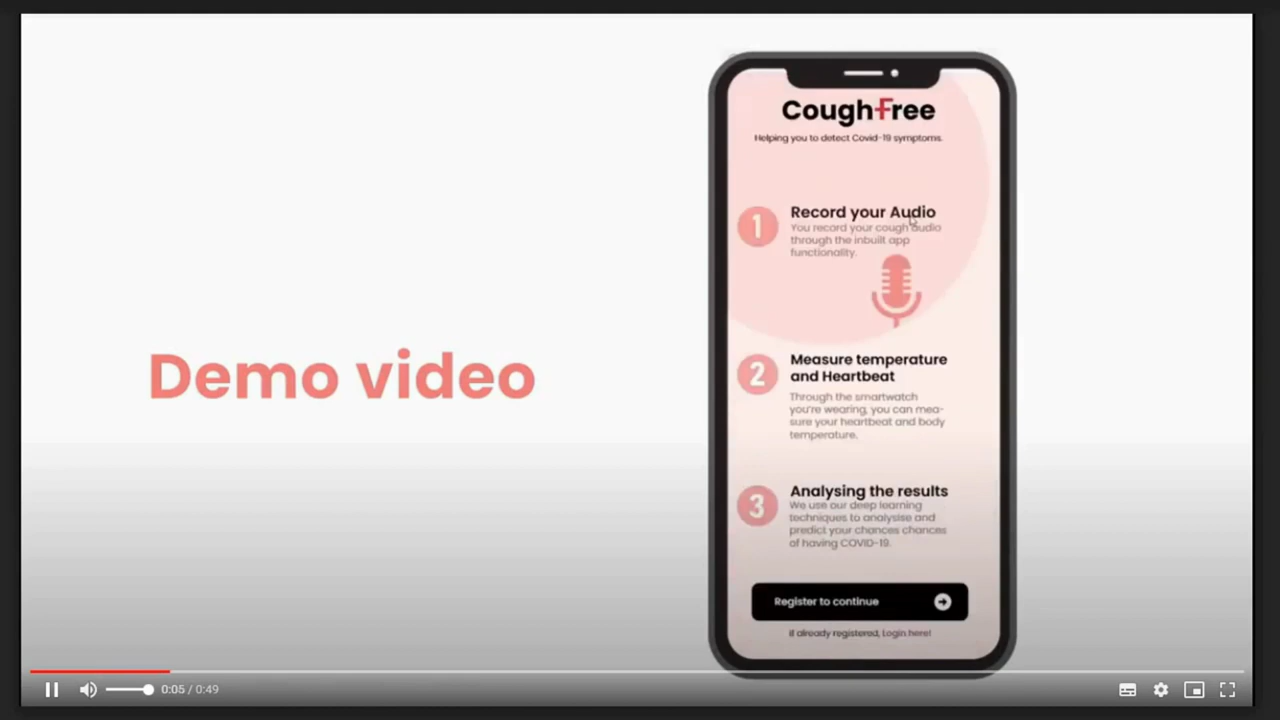 CoughFree
Helping you to detect Covid-19 symptoms.
1
Record your Audio
You record your cough audio
through the inbuilt app
functionality.
Demo video
2
Measure temperature
and Heartbeat
Through the smartwatch
you're wearing, you can mea-
sure your heartbeat and body
temperature.
3
Analysing the results
We use our deep learning
techniques to analysise and
predict your chances chances
of having COVID-19.
Register to continue
if already registered, Login here!
0:05 / 0:49